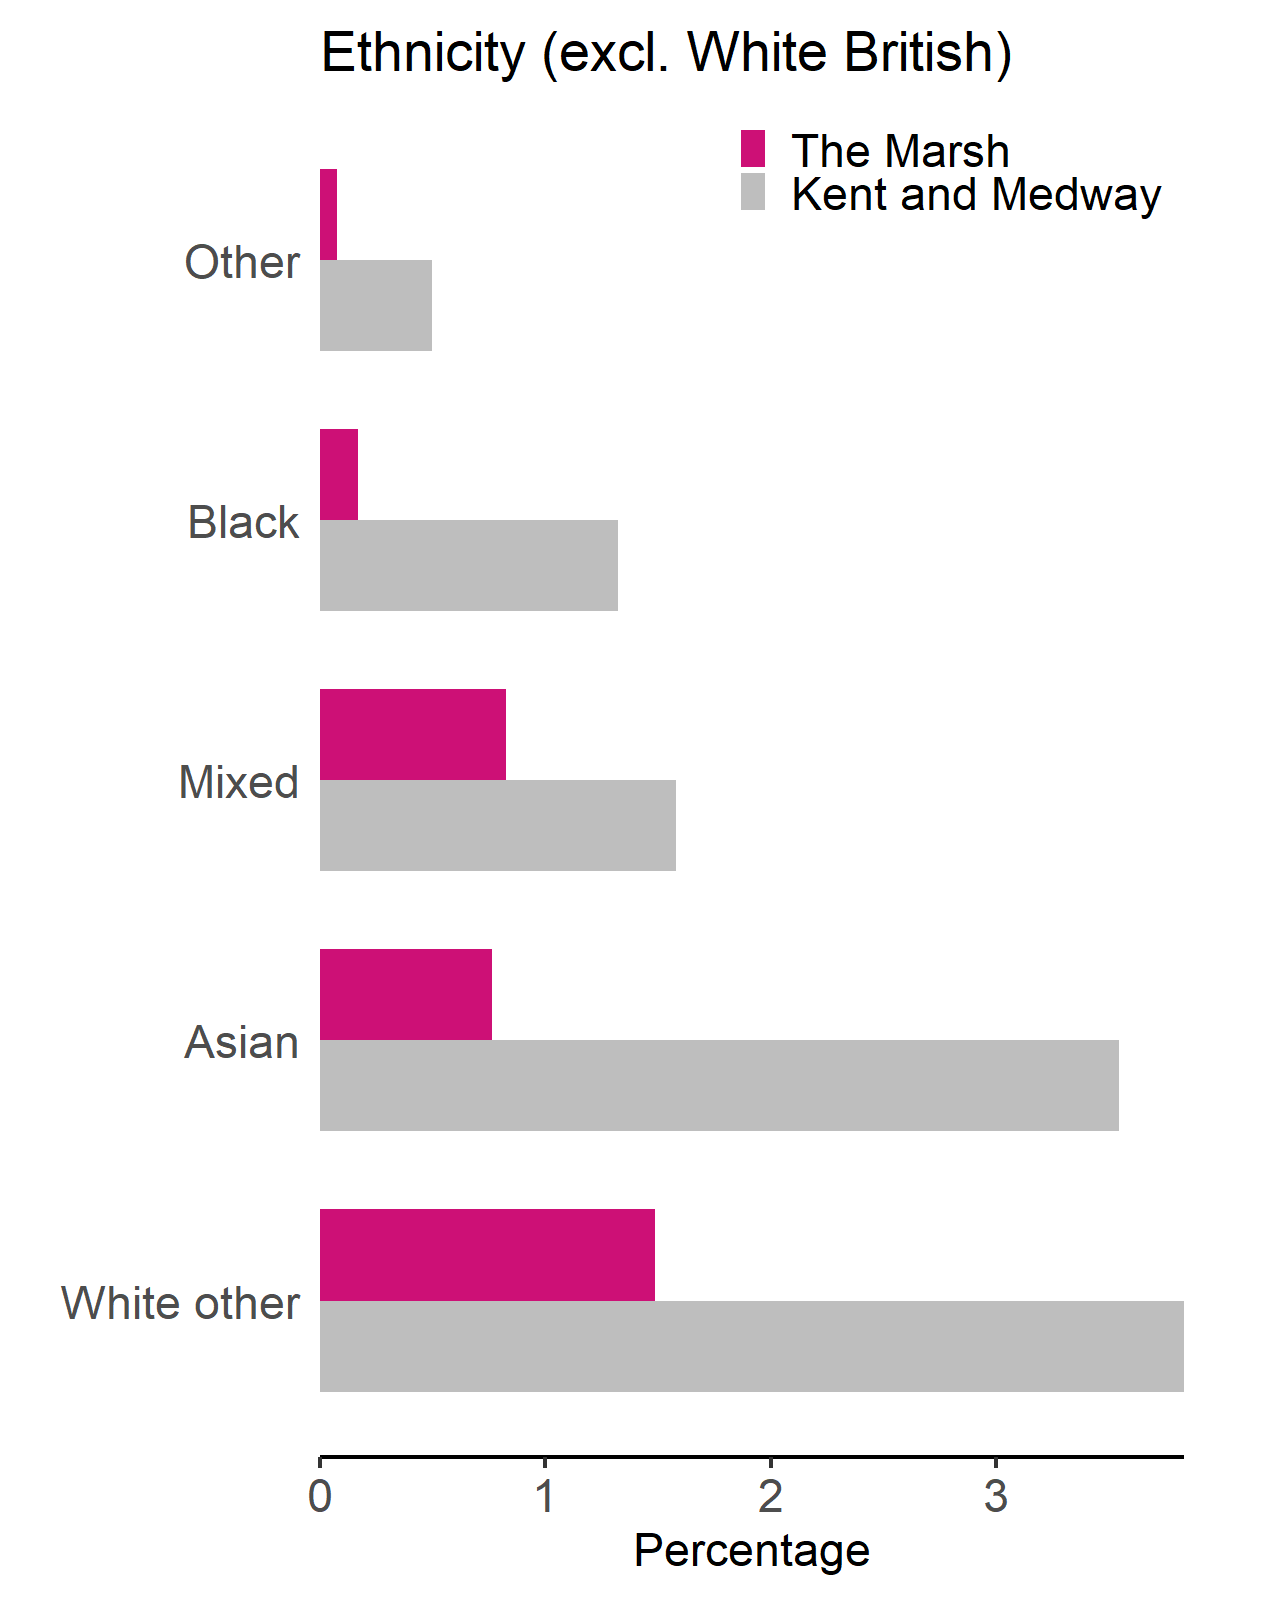 Ethnicity (excl. White British)
The Marsh
Kent and Medway
Other
Black
Mixed
Asian
White other
0 1 2 3
Percentage